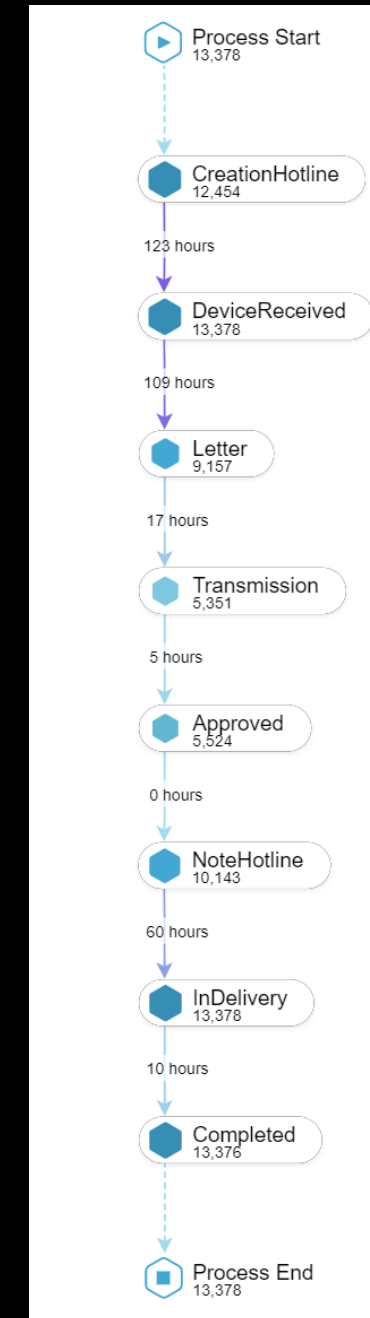 Process Start
13,378
CreationHotline
12,454
123 hours
DeviceReceived
13,378
109 hours
Letter
9,157
17 hours
Transmission
5,351
5 hours
Approved
5,524
0 hours
NoteHotline
10,143
60 hours
InDelivery
13,378
10 hours
Completed
13,376
Process End
13,378